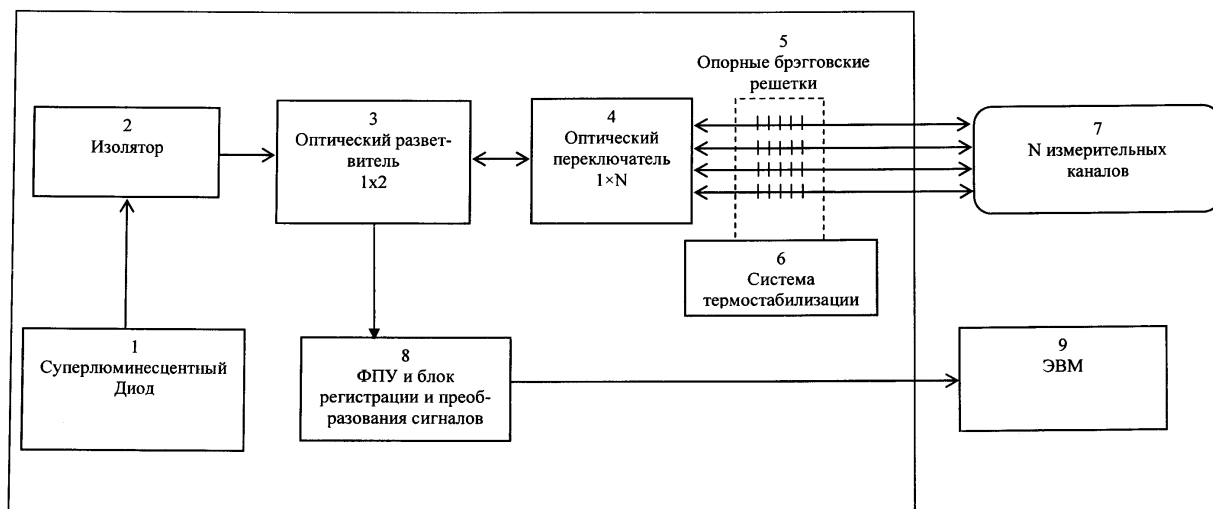 5
Опорные брэгговские
решетки
2
Изолятор
3
Оптический развет-
витель
1x2
4
Оптический
переключатель
1×N
7
N измерительных
каналов
6
Система
термостабилизации
1
Суперлюминесцентный
Диод
8
ФПУ и блок
регистрации и преоб-
разования сигналов
9
ЭВМ